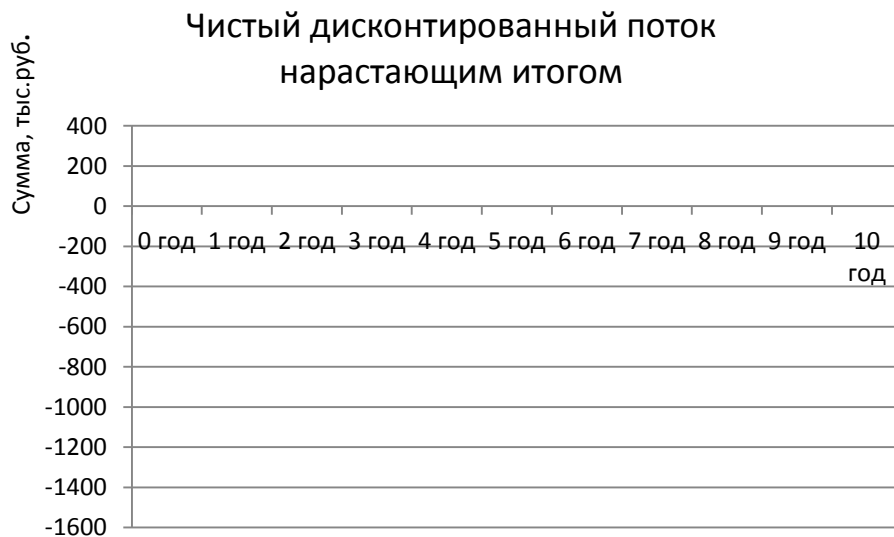 Чистый дисконтированный поток
нарастающим итогом
Сумма, тыс.руб.
400
200
0
-200
-400
-600
-800
-1000
-1200
-1400
-1600
0 год 1 год 2 год 3 год 4 год 5 год 6 год 7 год 8 год 9 год 10
год